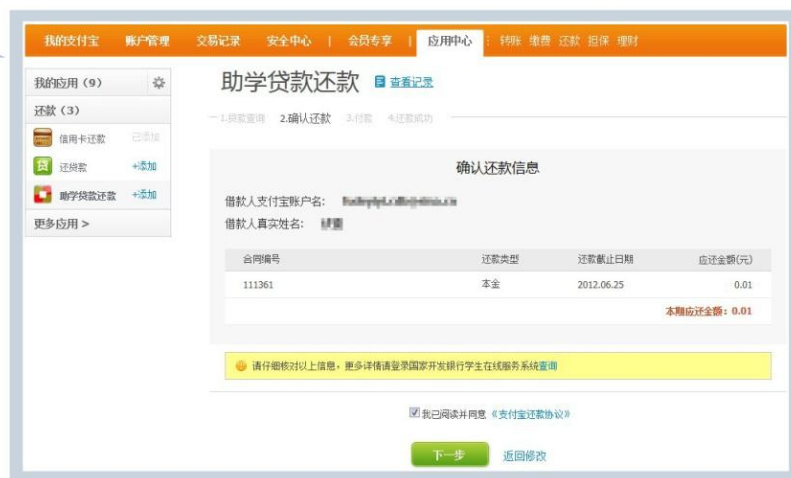 我的支付宝 账户管理 交易记录 安全中心 | 会员专享 | 应用中心 : 转账 缴费 还款 担保 理财
我的应用（9）
还款（3）
信用卡还款 已添加
还贷款 +添加
助学贷款还款 +添加
更多应用 >
助学贷款还款 查看记录
1.贷款查询 2.确认还款 3.付款 4.还款成功
确认还款信息
借款人支付宝账户名：
借款人真实姓名：
合同编号 还款类型 还款截止日期 应还金额(元)
111361 本金 2012.06.25 0.01
本期应还金额：0.01
请仔细核对以上信息，更多详情请登录国家开发银行学生在线服务系统查询
我已阅读并同意 《支付宝还款协议》
下一步 返回修改